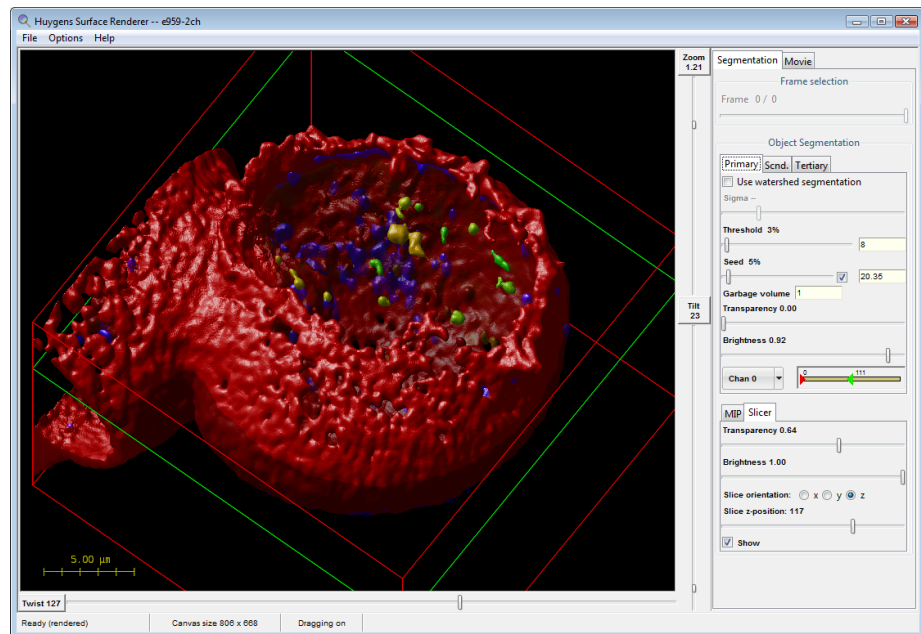 Huygens Surface Renderer -- e959-2ch
File Options Help
Zoom
1.21
Segmentation Movie
Frame selection
Frame 0 / 0
Object Segmentation
Primary Scnd. Tertiary
Use watershed segmentation
Sigma –
Threshold 3%
8
Seed 5%
20.35
Garbage volume 1
Transparency 0.00
Tilt
23
Brightness 0.92
Chan 0
0 111
MIP Slicer
Transparency 0.64
Brightness 1.00
Slice orientation: x y z
Slice z-position: 117
Show
5.00 µm
Twist 127
Ready (rendered) Canvas size 806 x 668 Dragging on